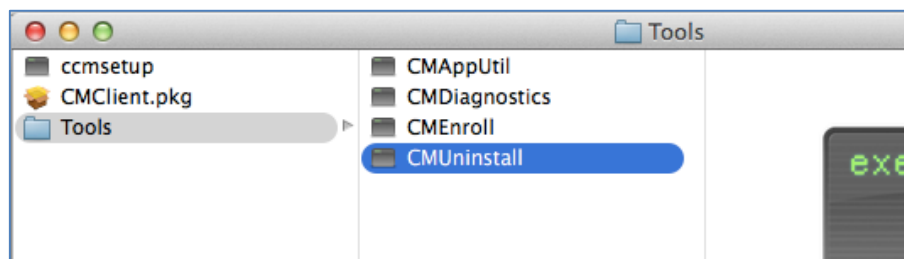 Tools
ccmsetup
CMClient.pkg
Tools
CMAppUtil
CMDiagnostics
CMEnroll
CMUninstall
exe